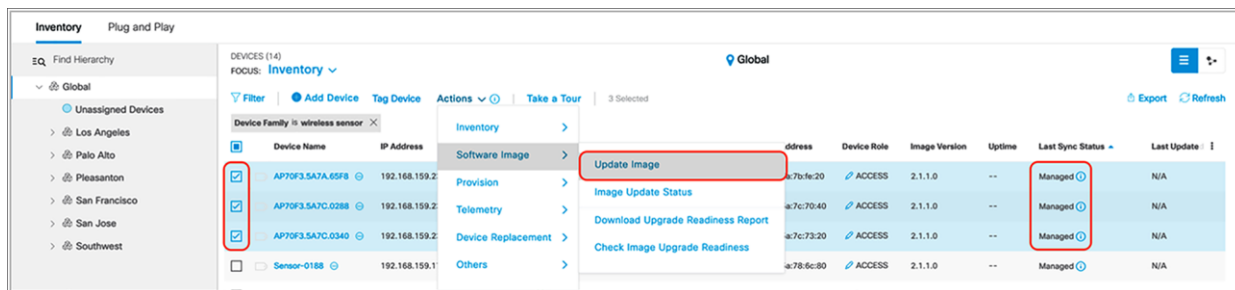 Inventory Plug and Play
Find Hierarchy
Global
Unassigned Devices
Los Angeles
Palo Alto
Pleasanton
San Francisco
San Jose
Southwest
DEVICES (14)
FOCUS: Inventory
Global
Filter Add Device Tag Device Actions Take a Tour 3 Selected Export Refresh
Device Family is wireless sensor
Device Name IP Address ddress Device Role Image Version Uptime Last Sync Status Last Update
AP70F3.5A7A.65F8 192.168.159.2 a:7b:fe:20 ACCESS 2.1.1.0 -- Managed N/A
AP70F3.5A7C.0288 192.168.159.2 a:7c:70:40 ACCESS 2.1.1.0 -- Managed N/A
AP70F3.5A7C.0340 192.168.159.2 a:7c:73:20 ACCESS 2.1.1.0 -- Managed N/A
Sensor-0188 192.168.159.1 a:78:6c:80 ACCESS 2.1.1.0 -- Managed N/A
Inventory
Software Image
Provision
Telemetry
Device Replacement
Others
Update Image
Image Update Status
Download Upgrade Readiness Report
Check Image Upgrade Readiness